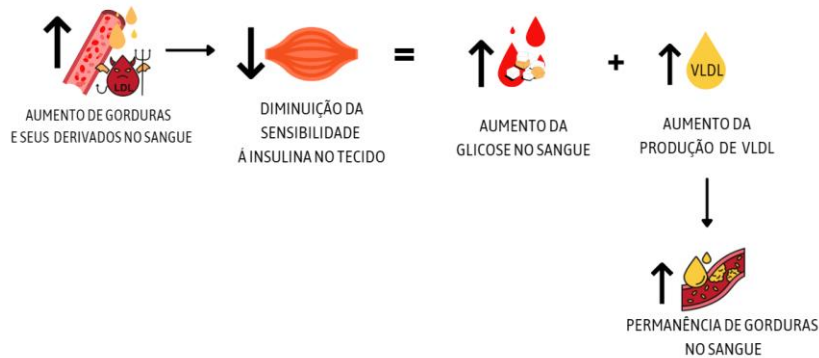 LDL
AUMENTO DE GORDURAS
E SEUS DERIVADOS NO SANGUE
DIMINUIÇÃO DA
SENSIBILIDADE
Á INSULINA NO TECIDO
=
AUMENTO DA
GLICOSE NO SANGUE
+
VLDL
AUMENTO DA
PRODUÇÃO DE VLDL
PERMANÊNCIA DE GORDURAS
NO SANGUE